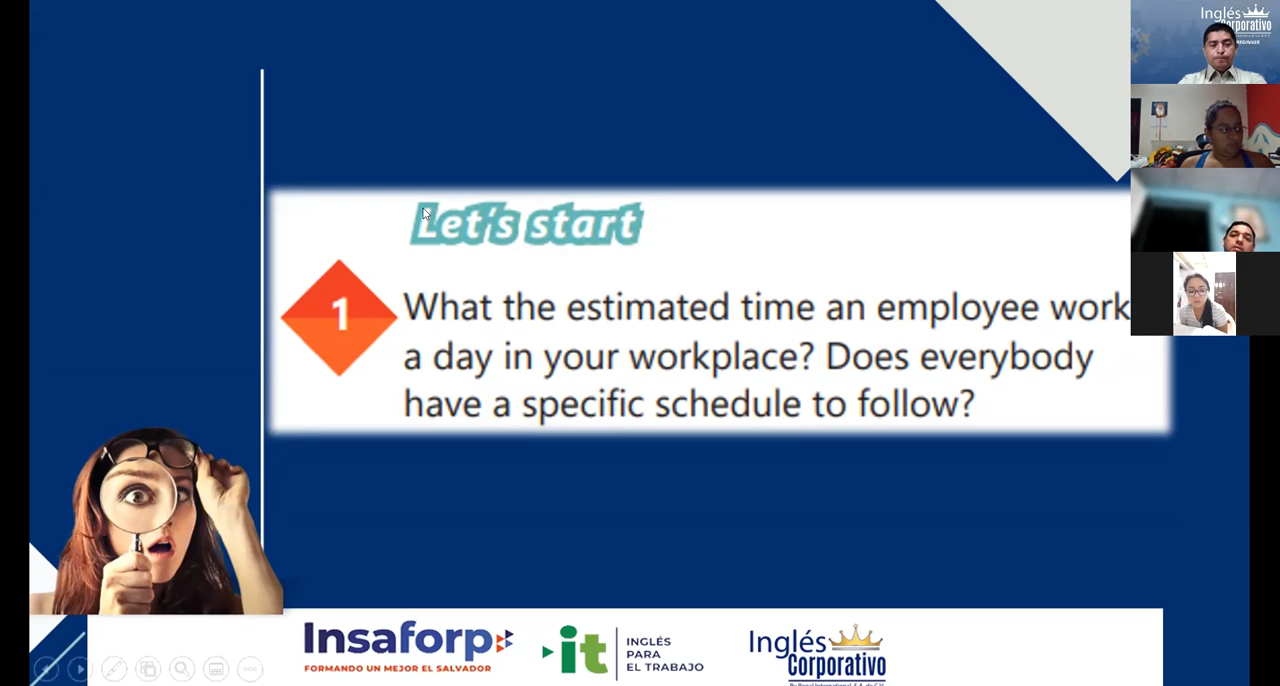 Let's start
1
What the estimated time an employee work
a day in your workplace? Does everybody
have a specific schedule to follow?
Insaforp
FORMANDO UN MEJOR EL SALVADOR
it
INGLÉS
PARA
EL TRABAJO
Inglés
Corporativo
Inglés
Corporativo
BEGINNER